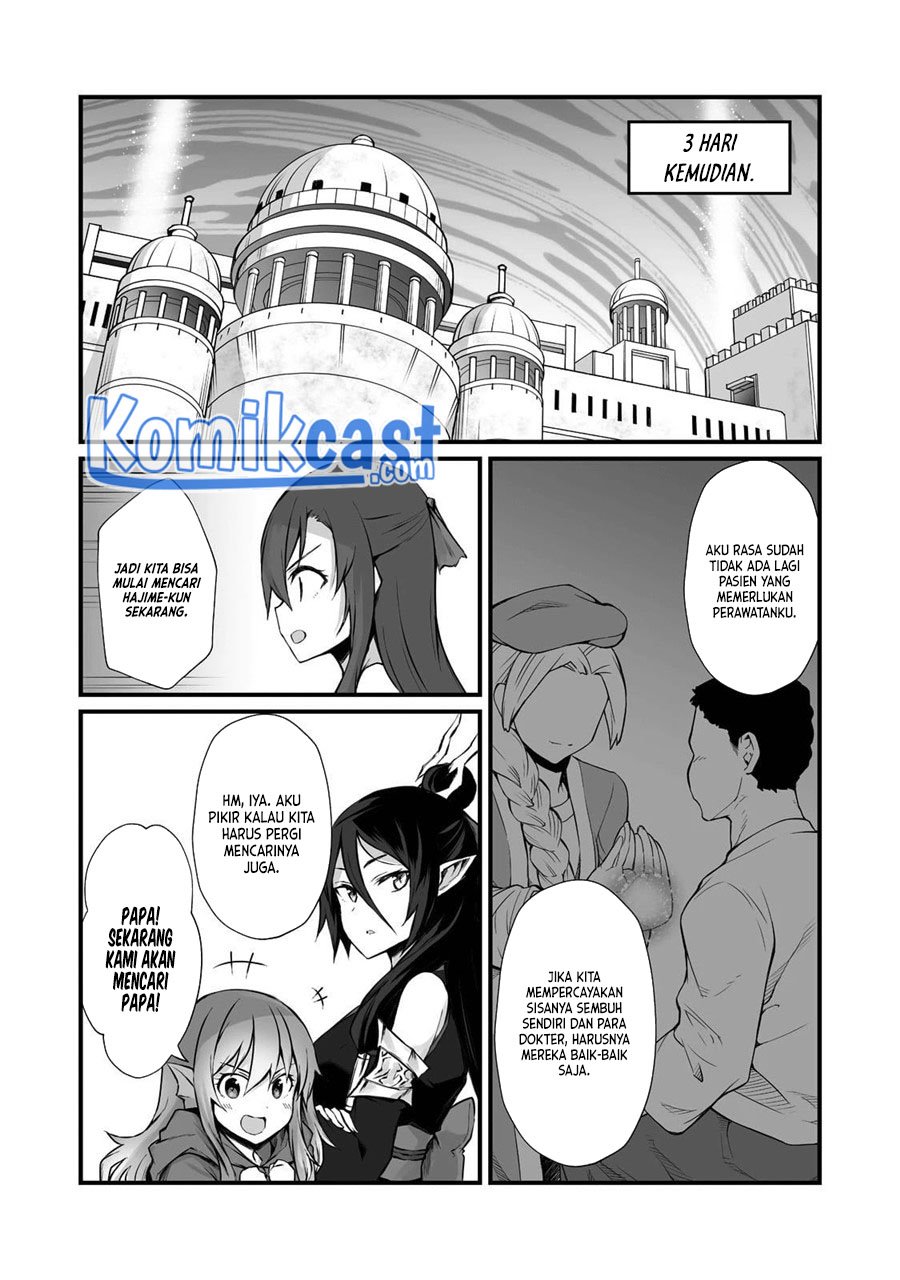 3 HARI
KEMUDIAN.
Komikcast
.com
AKU RASA SUDAH
TIDAK ADA LAGI
PASIEN YANG
MEMERLUKAN
PERAWATANKU.
JIKA KITA
MEMPERCAYAKAN
SISANYA SEMBUH
SENDIRI DAN PARA
DOKTER, HARUSNYA
MEREKA BAIK-BAIK
SAJA.
JADI KITA BISA
MULAI MENCARI
HAJIME-KUN
SEKARANG.
HM, IYA. AKU
PIKIR KALAU KITA
HARUS PERGI
MENCARINYA
JUGA.
PAPA!
SEKARANG
KAMI AKAN
MENCARI
PAPA!